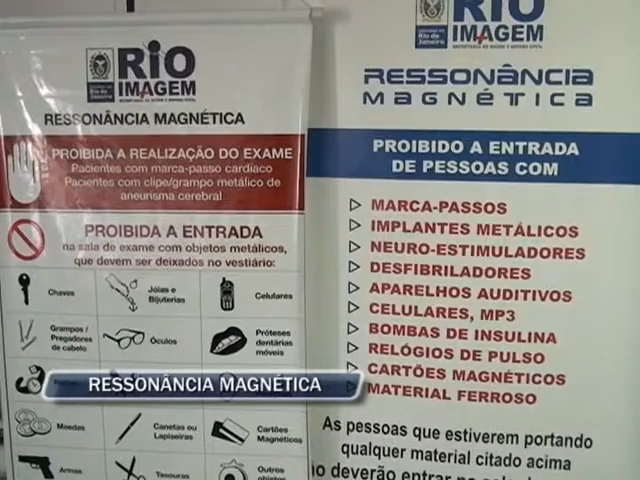 RIO
IMAGEM
RESSONÂNCIA MAGNÉTICA
PROIBIDA A REALIZAÇÃO DO EXAME
Pacientes com marca-passo cardíaco
Pacientes com clipe/grampo metálico de
aneurisma cerebral
PROIBIDA A ENTRADA
na sala de exame com objetos metálicos,
que devem ser deixados no vestiário:
Chaves
Jóias e
Bijuterias
Celulares
Grampos /
Pregadores
de cabelo
Óculos
Próteses
dentárias
móveis
Moedas
Canetas ou
Lapiseiras
Cartões
Magnéticos
Armas
Tesouras
Outros
RIO
IMAGEM
RESSONÂNCIA
MAGNÉTICA
PROIBIDO A ENTRADA
DE PESSOAS COM
MARCA-PASSOS
IMPLANTES METÁLICOS
NEURO-ESTIMULADORES
DESFIBRILADORES
APARELHOS AUDITIVOS
CELULARES, MP3
BOMBAS DE INSULINA
RELÓGIOS DE PULSO
CARTÕES MAGNÉTICOS
MATERIAL FERROSO
As pessoas que estiverem portando
qualquer material citado acima
deverão entrar
RESSONÂNCIA MAGNÉTICA